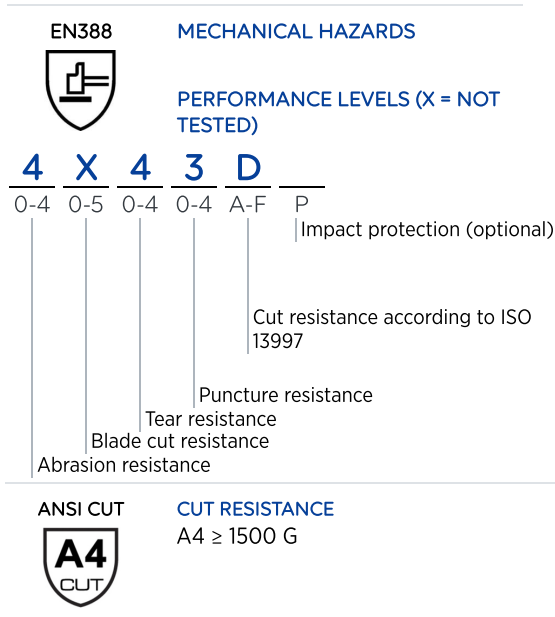 EN388
MECHANICAL HAZARDS
PERFORMANCE LEVELS (X = NOT
TESTED)
4 X 4 3 D
0-4 0-5 0-4 0-4 A-F P
Impact protection (optional)
Cut resistance according to ISO
13997
Puncture resistance
Tear resistance
Blade cut resistance
Abrasion resistance
ANSI CUT
CUT RESISTANCE
A4 ≥ 1500 G
A4
CUT